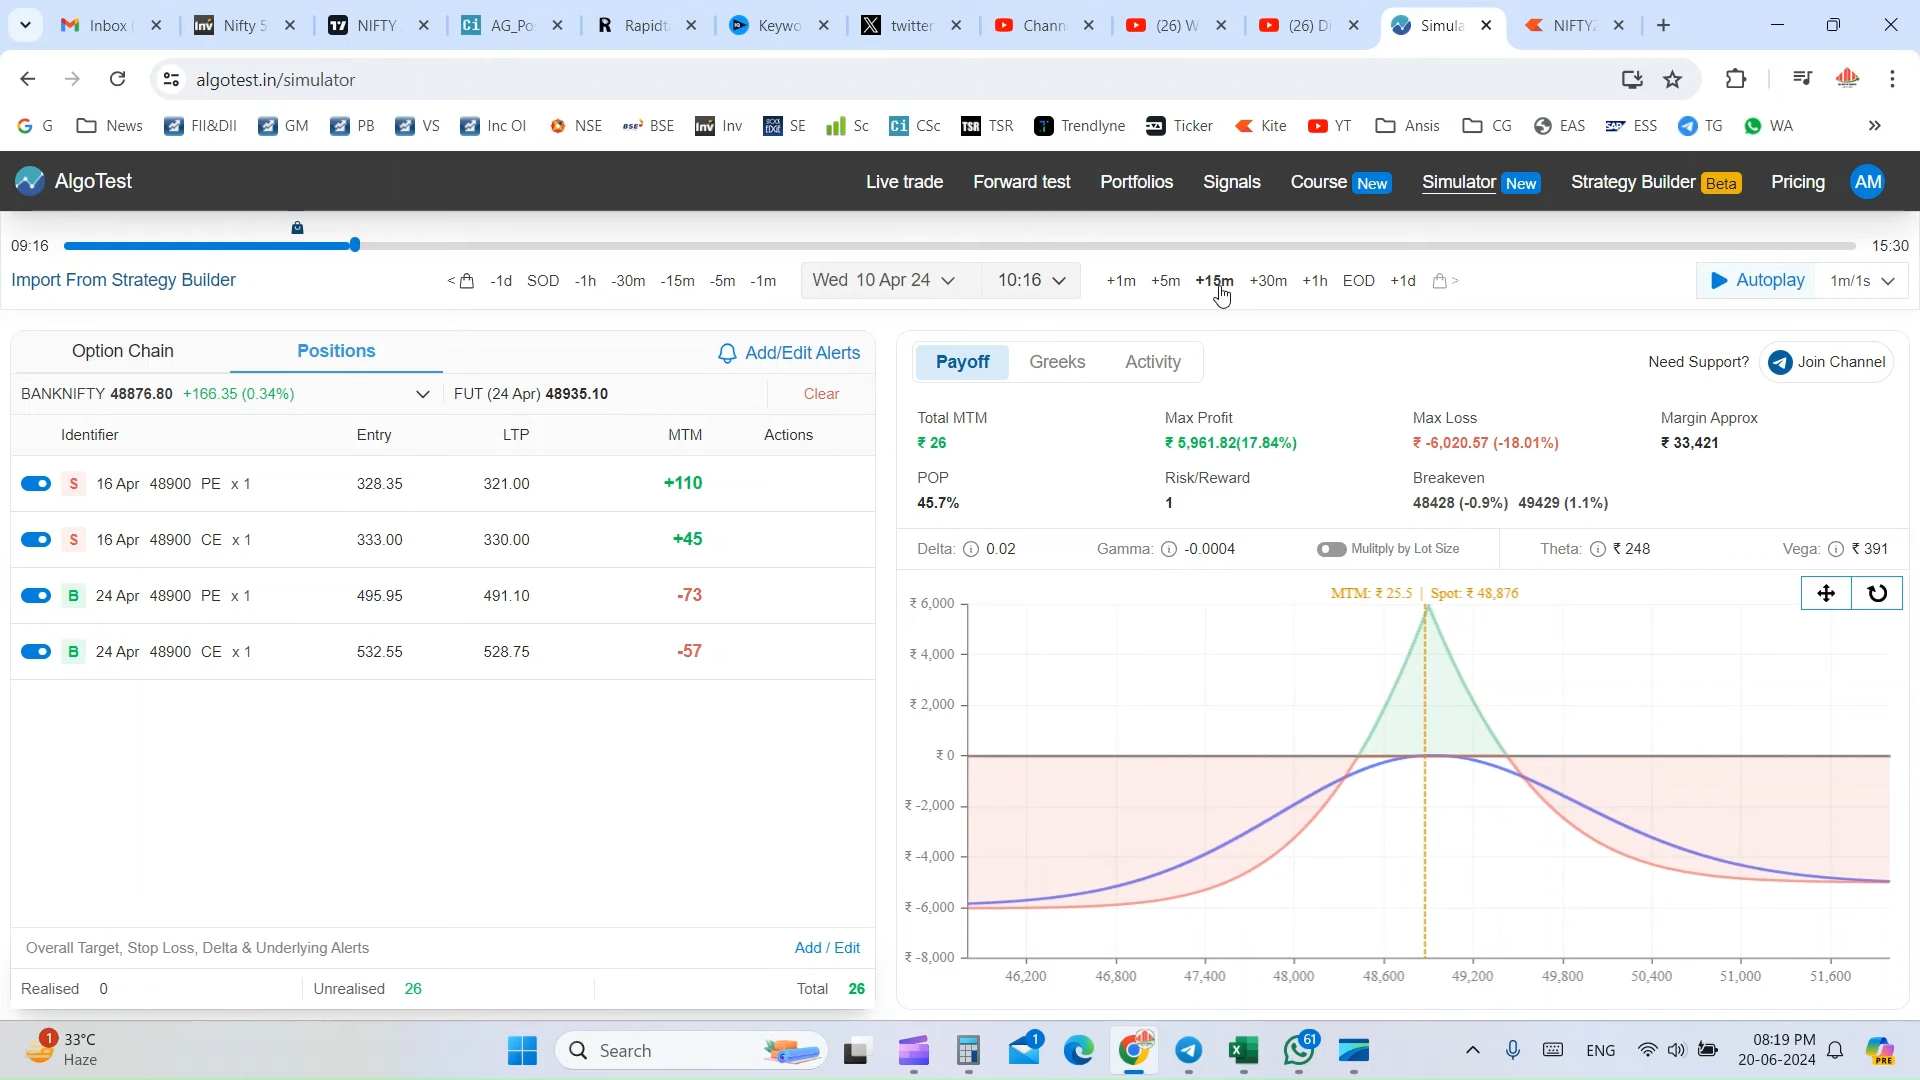 Inbox (
Nifty 5
NIFTY
AG_Po
Rapidt
Keywo
twitter
Chann
(26) W
(26) Di
Simula
NIFTY
algotest.in/simulator
G News FII&DII GM PB VS Inc OI NSE BSE Inv SE Sc CSc TSR Trendlyne Ticker Kite YT Ansis CG EAS ESS TG WA
AlgoTest Live trade Forward test Portfolios Signals Course New Simulator New Strategy Builder Beta Pricing AM
09:16 15:30
Import From Strategy Builder < -1d SOD -1h -30m -15m -5m -1m Wed 10 Apr 24 10:16 +1m +5m +15m +30m +1h EOD +1d > Autoplay 1m/1s
Option Chain Positions Add/Edit Alerts
BANKNIFTY 48876.80 +166.35 (0.34%) FUT (24 Apr) 48935.10 Clear
Identifier Entry LTP MTM Actions
S 16 Apr 48900 PE x 1 328.35 321.00 +110
S 16 Apr 48900 CE x 1 333.00 330.00 +45
B 24 Apr 48900 PE x 1 495.95 491.10 -73
B 24 Apr 48900 CE x 1 532.55 528.75 -57
Overall Target, Stop Loss, Delta & Underlying Alerts Add / Edit
Realised 0 Unrealised 26 Total 26
Payoff Greeks Activity Need Support? Join Channel
Total MTM Max Profit Max Loss Margin Approx
₹ 26 ₹ 5,961.82(17.84%) ₹ -6,020.57 (-18.01%) ₹ 33,421
POP Risk/Reward Breakeven
45.7% 1 48428 (-0.9%) 49429 (1.1%)
Delta: 0.02 Gamma: -0.0004 Mulitply by Lot Size Theta: ₹ 248 Vega: ₹ 391
MTM: ₹ 25.5 | Spot: ₹ 48,876
₹ 6,000
₹ 4,000
₹ 2,000
₹ 0
₹ -2,000
₹ -4,000
₹ -6,000
₹ -8,000
46,200 46,800 47,400 48,000 48,600 49,200 49,800 50,400 51,000 51,600
1 33°C
Haze
Search
1
61
ENG
08:19 PM
20-06-2024
PRE